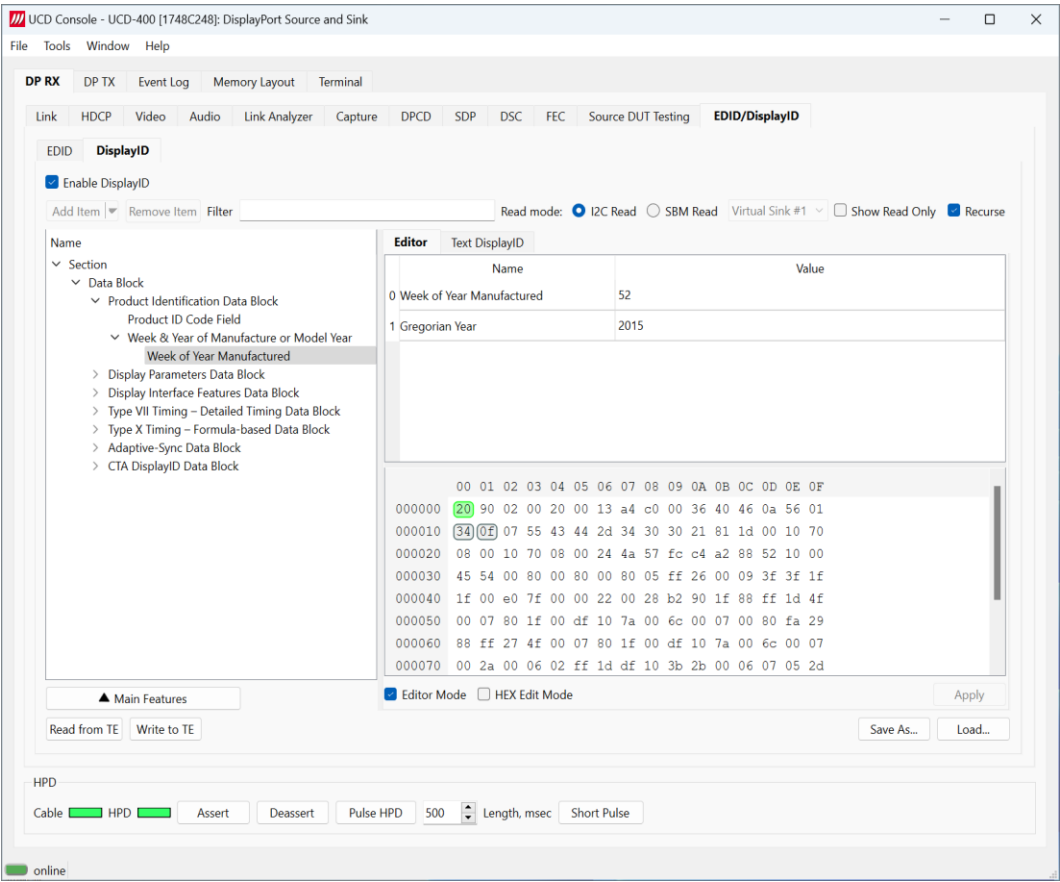 UCD Console - UCD-400 [1748C248]: DisplayPort Source and Sink
File Tools Window Help
DP RX DP TX Event Log Memory Layout Terminal
Link HDCP Video Audio Link Analyzer Capture DPCD SDP DSC FEC Source DUT Testing EDID/DisplayID
EDID DisplayID
Enable DisplayID
Add Item Remove Item Filter Read mode: I2C Read SBM Read Virtual Sink #1 Show Read Only Recurse
Name
Section
Data Block
Product Identification Data Block
Product ID Code Field
Week & Year of Manufacture or Model Year
Week of Year Manufactured
Display Parameters Data Block
Display Interface Features Data Block
Type VII Timing – Detailed Timing Data Block
Type X Timing – Formula-based Data Block
Adaptive-Sync Data Block
CTA DisplayID Data Block
Main Features
Editor Text DisplayID
Name Value
0 Week of Year Manufactured 52
1 Gregorian Year 2015
00 01 02 03 04 05 06 07 08 09 0A 0B 0C 0D 0E 0F
000000 20 90 02 00 20 00 13 a4 c0 00 36 40 46 0a 56 01
000010 34 0f 07 55 43 44 2d 34 30 30 21 81 1d 00 10 70
000020 08 00 10 70 08 00 24 4a 57 fc c4 a2 88 52 10 00
000030 45 54 00 80 00 80 00 80 05 ff 26 00 09 3f 3f 1f
000040 1f 00 e0 7f 00 00 22 00 28 b2 90 1f 88 ff 1d 4f
000050 00 07 80 1f 00 df 10 7a 00 6c 00 07 00 80 fa 29
000060 88 ff 27 4f 00 07 80 1f 00 df 10 7a 00 6c 00 07
000070 00 2a 00 06 02 ff 1d df 10 3b 2b 00 06 07 05 2d
Editor Mode HEX Edit Mode Apply
Read from TE Write to TE Save As... Load...
HPD
Cable HPD Assert Deassert Pulse HPD 500 Length, msec Short Pulse
online